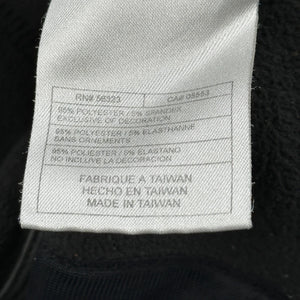 RN# 56323 CA# 05553
95% POLYESTER / 5% SPANDEX
EXCLUSIVE OF DECORATION
95% POLYESTER / 5% ELASTHANNE
SANS ORNEMENTS
95% POLIESTER / 5% ELASTANO
NO INCLUYE LA DECORACION
FABRIQUE A TAIWAN
HECHO EN TAIWAN
MADE IN TAIWAN